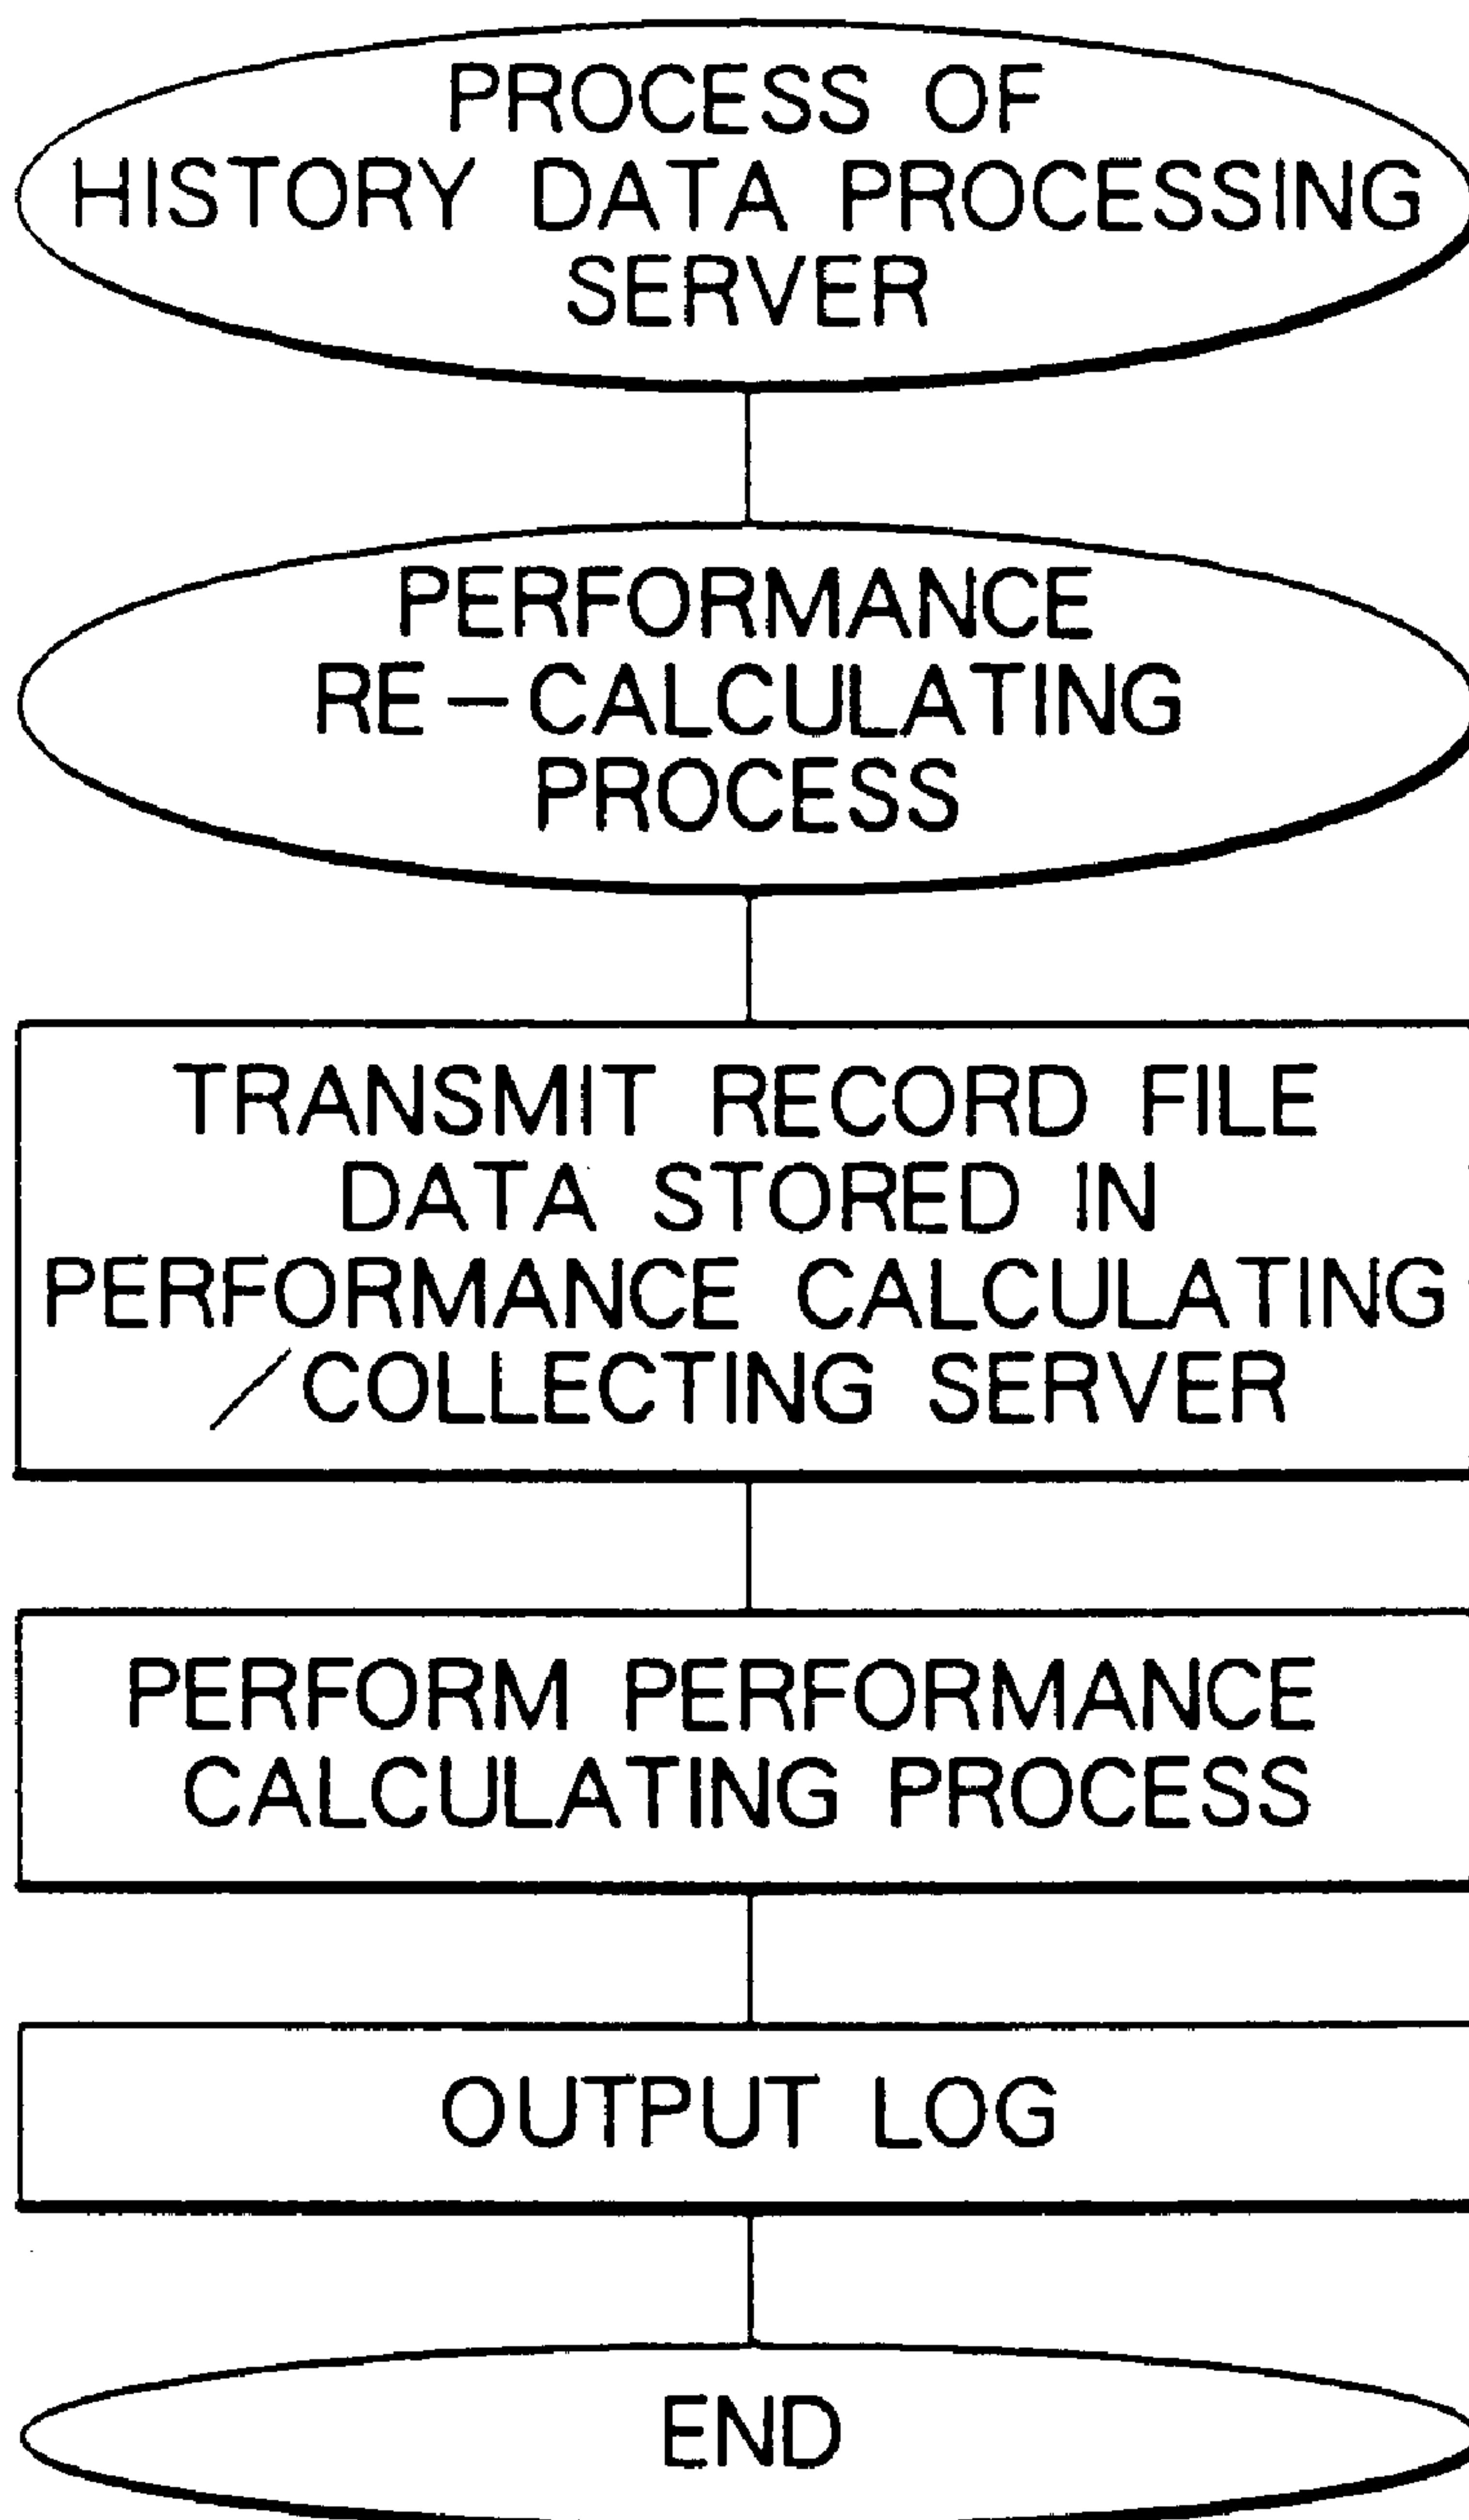 PROCESS OF
HISTORY DATA PROCESSING
SERVER
PERFORMANCE
RE-CALCULATING
PROCESS
TRANSMIT RECORD FILE
DATA STORED IN
PERFORMANCE CALCULATING
/COLLECTING SERVER
PERFORM PERFORMANCE
CALCULATING PROCESS
OUTPUT LOG
END